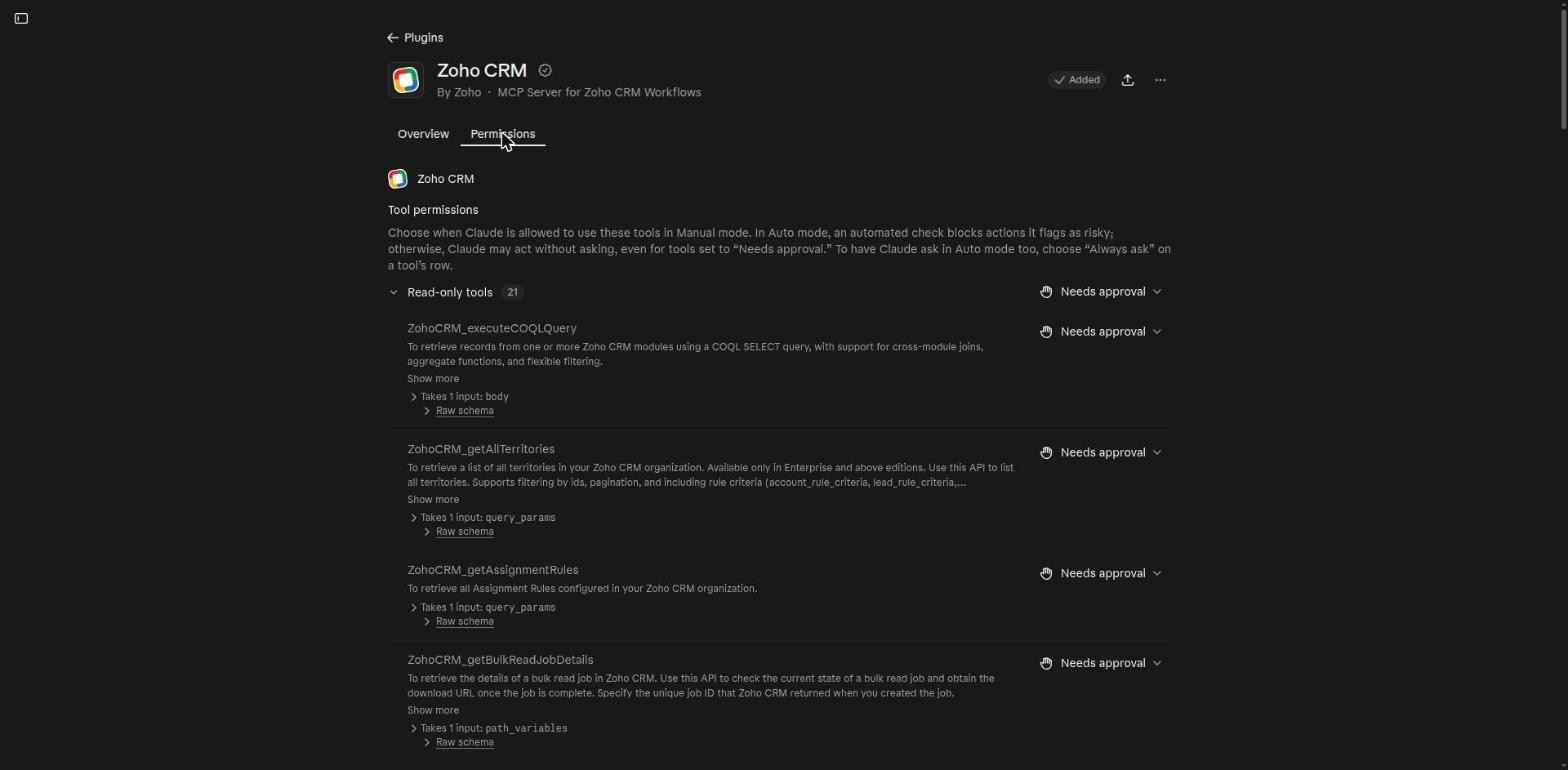 Plugins
Zoho CRM
Added
By Zoho · MCP Server for Zoho CRM Workflows
Overview
Permissions
Zoho CRM
Tool permissions
Choose when Claude is allowed to use these tools in Manual mode. In Auto mode, an automated check blocks actions it flags as risky;
otherwise, Claude may act without asking, even for tools set to “Needs approval.” To have Claude ask in Auto mode too, choose “Always ask” on
a tool’s row.
Read-only tools 21
Needs approval
ZohoCRM_executeCOQLQuery
Needs approval
To retrieve records from one or more Zoho CRM modules using a COQL SELECT query, with support for cross-module joins,
aggregate functions, and flexible filtering.
Show more
Takes 1 input: body
Raw schema
ZohoCRM_getAllTerritories
Needs approval
To retrieve a list of all territories in your Zoho CRM organization. Available only in Enterprise and above editions. Use this API to list
all territories. Supports filtering by ids, pagination, and including rule criteria (account_rule_criteria, lead_rule_criteria,...
Show more
Takes 1 input: query_params
Raw schema
ZohoCRM_getAssignmentRules
Needs approval
To retrieve all Assignment Rules configured in your Zoho CRM organization.
Takes 1 input: query_params
Raw schema
ZohoCRM_getBulkReadJobDetails
Needs approval
To retrieve the details of a bulk read job in Zoho CRM. Use this API to check the current state of a bulk read job and obtain the
download URL once the job is complete. Specify the unique job ID that Zoho CRM returned when you created the job.
Show more
Takes 1 input: path_variables
Raw schema